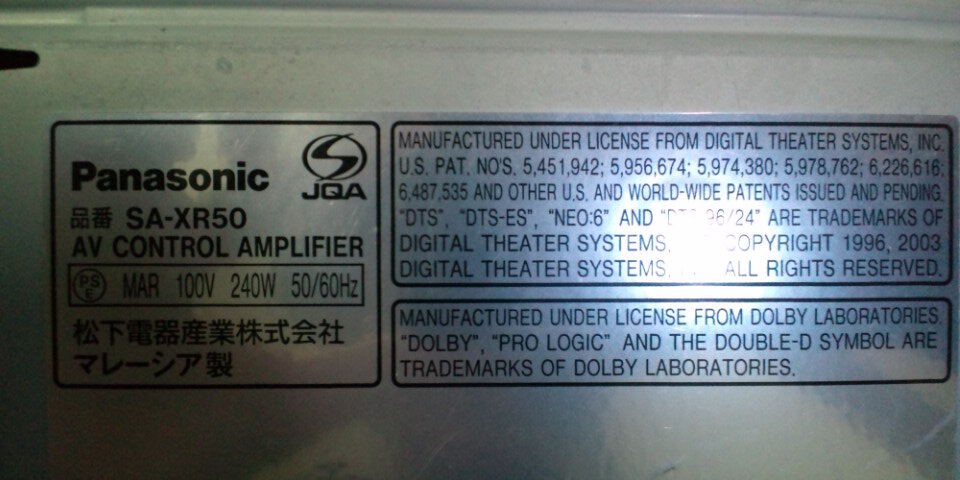 Panasonic
JQA
品番 SA-XR50
AV CONTROL AMPLIFIER
PS E MAR 100V 240W 50/60Hz
松下電器産業株式会社
マレーシア製
MANUFACTURED UNDER LICENSE FROM DIGITAL THEATER SYSTEMS, INC.
U.S. PAT. NO'S. 5,451,942; 5,956,674; 5,974,380; 5,978,762; 6,226,616;
6,487,535 AND OTHER U.S. AND WORLD-WIDE PATENTS ISSUED AND PENDING.
"DTS", "DTS-ES", "NEO:6" AND "DTS 96/24" ARE TRADEMARKS OF
DIGITAL THEATER SYSTEMS, COPYRIGHT 1996, 2003
DIGITAL THEATER SYSTEMS, ALL RIGHTS RESERVED.
MANUFACTURED UNDER LICENSE FROM DOLBY LABORATORIES.
"DOLBY", "PRO LOGIC" AND THE DOUBLE-D SYMBOL ARE
TRADEMARKS OF DOLBY LABORATORIES.